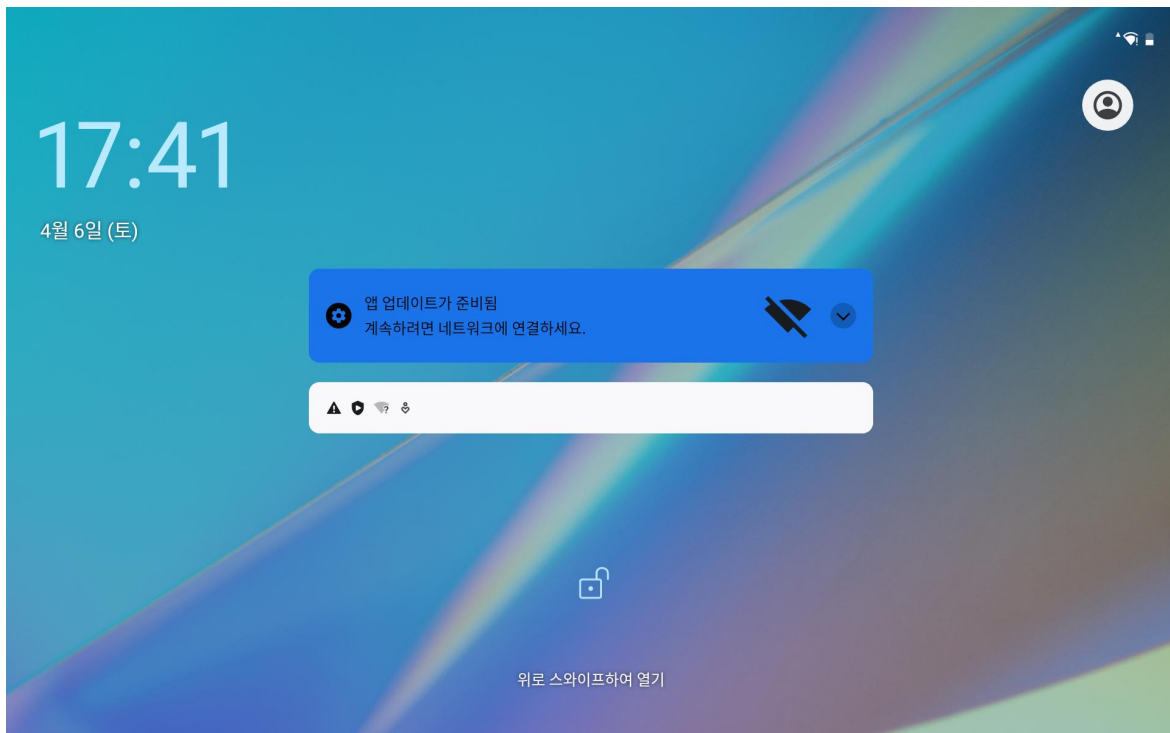 17:41
4월 6일 (토)
앱 업데이트가 준비됨
계속하려면 네트워크에 연결하세요.
위로 스와이프하여 열기